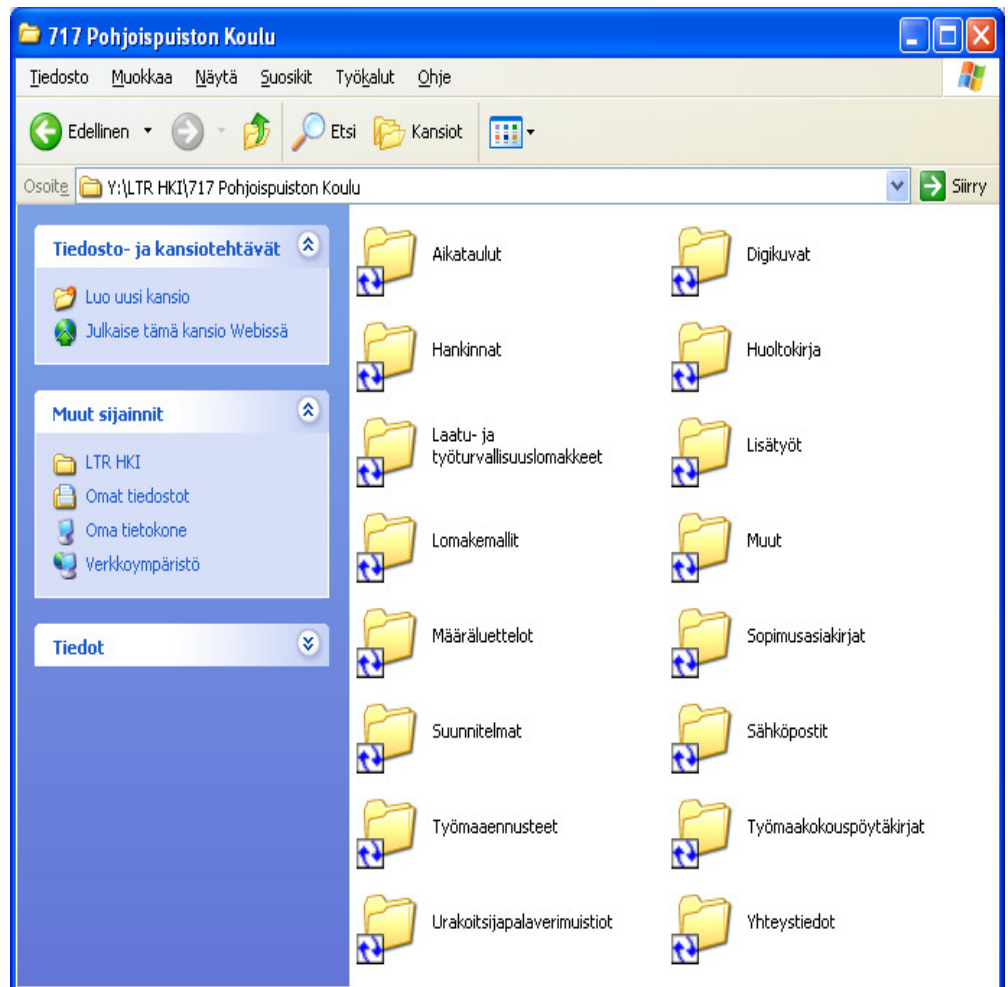 717 Pohjoispuiston Koulu
Tiedosto Muokkaa Näytä Suosikit Työkalut Ohje
Edellinen Etsi Kansiot
Osoite Y:\LTR HKI\717 Pohjoispuiston Koulu Siirry
Tiedosto- ja kansiotehtävät
Luo uusi kansio
Julkaise tämä kansio Webissä
Muut sijainnit
LTR HKI
Omat tiedostot
Oma tietokone
Verkkoympäristö
Tiedot
Aikataulut
Digikuvat
Hankinnat
Huoltokirja
Laatu- ja
työturvallisuuslomakkeet
Lisätyöt
Lomakemallit
Muut
Määräluettelot
Sopimusasiakirjat
Suunnitelmat
Sähköpostit
Työmaaennusteet
Työmaakokouspöytäkirjat
Urakoitsijapalaverimuistiot
Yhteystiedot